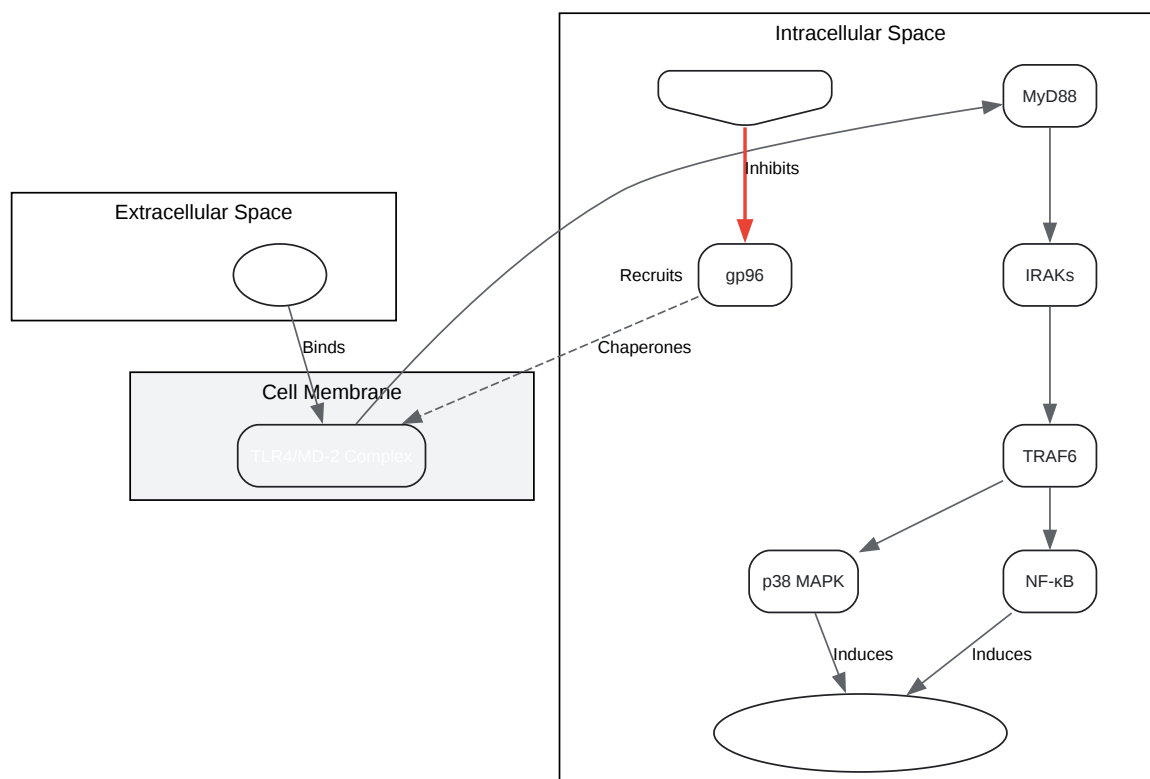 Intracellular Space
MyD88
Inhibits
Extracellular Space
Recruits
gp96
IRAKs
Binds
Chaperones
Cell Membrane
TLR4/MD-2 Complex
TRAF6
p38 MAPK
NF-κB
Induces
Induces